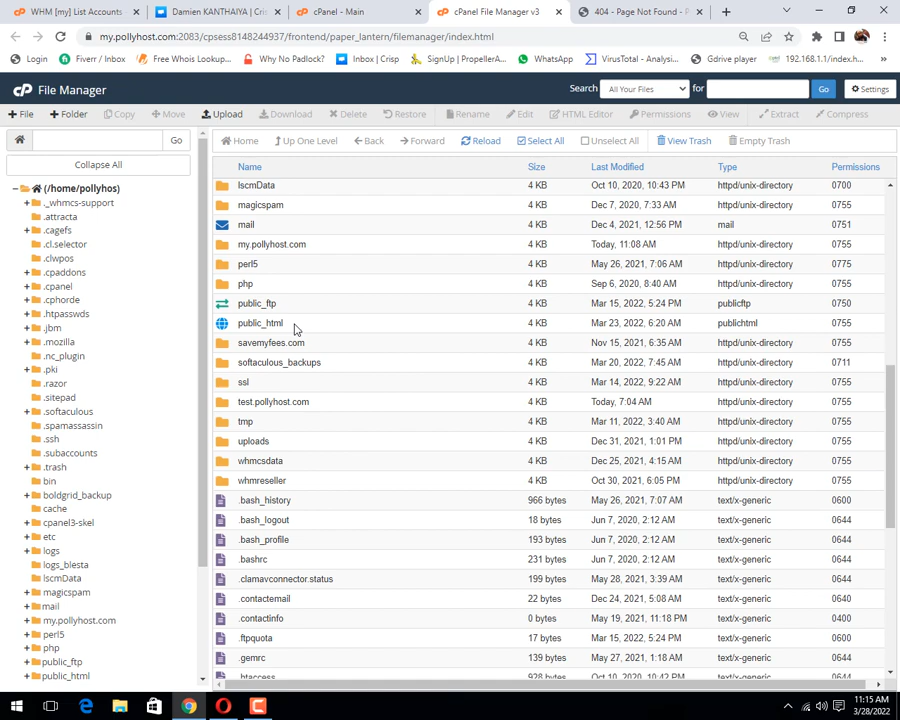 WHM [my] List Accounts
Damien KANTHAIYA | Cris
cPanel - Main
cPanel File Manager v3
404 - Page Not Found - P
my.pollyhost.com:2083/cpsess8148244937/frontend/paper_lantern/filemanager/index.html
Login
Fiverr / Inbox
Free Whois Lookup...
Why No Padlock?
Inbox | Crisp
SignUp | PropellerA...
WhatsApp
VirusTotal - Analysi...
Gdrive player
192.168.1.1/index.h...
»
cP File Manager
Search
All Your Files
for
Go
Settings
File
Folder
Copy
Move
Upload
Download
Delete
Restore
Rename
Edit
HTML Editor
Permissions
View
Extract
Compress
Go
Home
Up One Level
Back
Forward
Reload
Select All
Unselect All
View Trash
Empty Trash
Collapse All
Name Size Last Modified Type Permissions
(/home/pollyhos)
._whmcs-support
.attracta
.cagefs
.cl.selector
.clwpos
.cpaddons
.cpanel
.cphorde
.htpasswds
.jbm
.mozilla
.nc_plugin
.pki
.razor
.sitepad
.softaculous
.spamassassin
.ssh
.subaccounts
.trash
bin
boldgrid_backup
cache
cpanel3-skel
etc
logs
logs_blesta
lscmData
magicspam
mail
my.pollyhost.com
perl5
php
public_ftp
public_html
lscmData 4 KB Oct 10, 2020, 10:43 PM httpd/unix-directory 0700
magicspam 4 KB Dec 7, 2020, 7:33 AM httpd/unix-directory 0755
mail 4 KB Dec 4, 2021, 12:56 PM mail 0751
my.pollyhost.com 4 KB Today, 11:08 AM httpd/unix-directory 0755
perl5 4 KB May 26, 2021, 7:06 AM httpd/unix-directory 0775
php 4 KB Sep 6, 2020, 8:40 AM httpd/unix-directory 0755
public_ftp 4 KB Mar 15, 2022, 5:24 PM publicftp 0750
public_html 4 KB Mar 23, 2022, 6:20 AM publichtml 0755
savemyfees.com 4 KB Nov 15, 2021, 6:35 AM httpd/unix-directory 0755
softaculous_backups 4 KB Mar 20, 2022, 7:45 AM httpd/unix-directory 0711
ssl 4 KB Mar 14, 2022, 9:22 AM httpd/unix-directory 0755
test.pollyhost.com 4 KB Today, 7:04 AM httpd/unix-directory 0755
tmp 4 KB Mar 11, 2022, 3:40 AM httpd/unix-directory 0755
uploads 4 KB Dec 31, 2021, 1:01 PM httpd/unix-directory 0755
whmcsdata 4 KB Dec 25, 2021, 4:15 AM httpd/unix-directory 0755
whmreseller 4 KB Oct 30, 2021, 6:05 PM httpd/unix-directory 0755
.bash_history 966 bytes May 26, 2021, 7:07 AM text/x-generic 0600
.bash_logout 18 bytes Jun 7, 2020, 2:12 AM text/x-generic 0644
.bash_profile 193 bytes Jun 7, 2020, 2:12 AM text/x-generic 0644
.bashrc 231 bytes Jun 7, 2020, 2:12 AM text/x-generic 0644
.clamavconnector.status 199 bytes May 28, 2021, 3:39 AM text/x-generic 0644
.contactemail 22 bytes Dec 24, 2021, 5:08 AM text/x-generic 0640
.contactinfo 0 bytes May 19, 2021, 11:18 PM text/x-generic 0400
.ftpquota 17 bytes Mar 15, 2022, 5:24 PM text/x-generic 0600
.gemrc 139 bytes May 27, 2021, 1:18 AM text/x-generic 0644
.htaccess 928 bytes Oct 10, 2020, 10:42 PM text/x-generic 0644
11:15 AM
3/28/2022